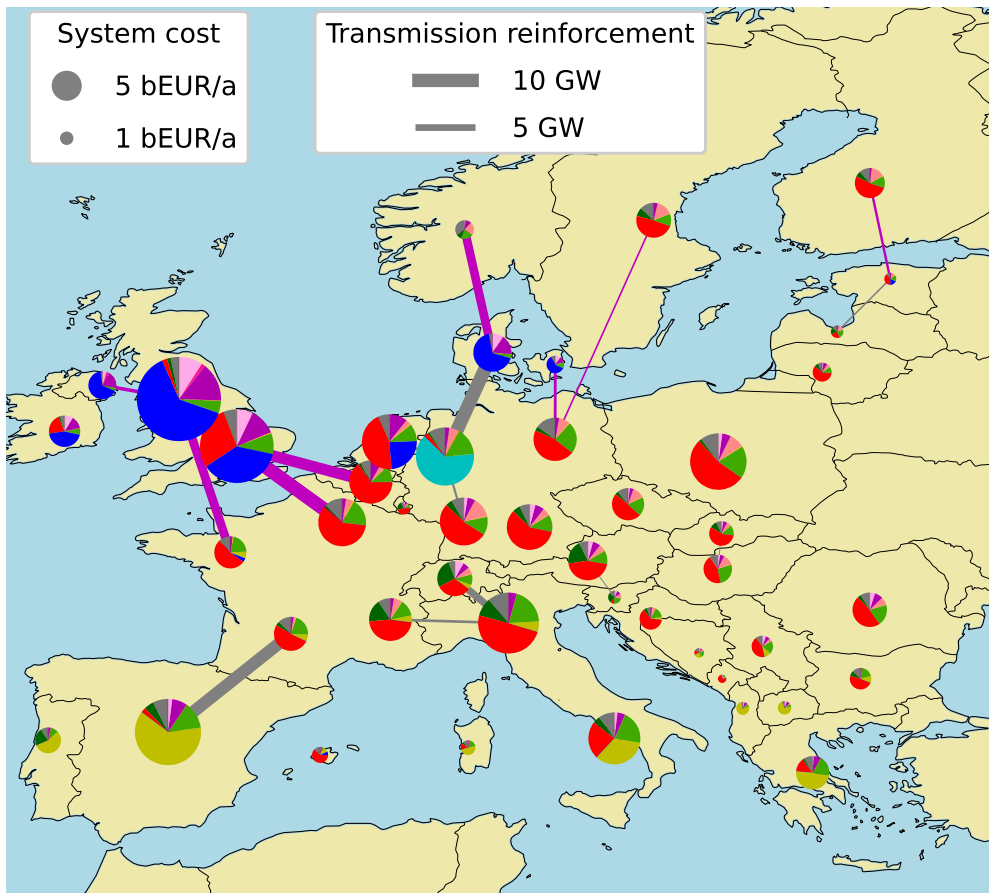 System cost
5 bEUR/a
1 bEUR/a
Transmission reinforcement
10 GW
5 GW